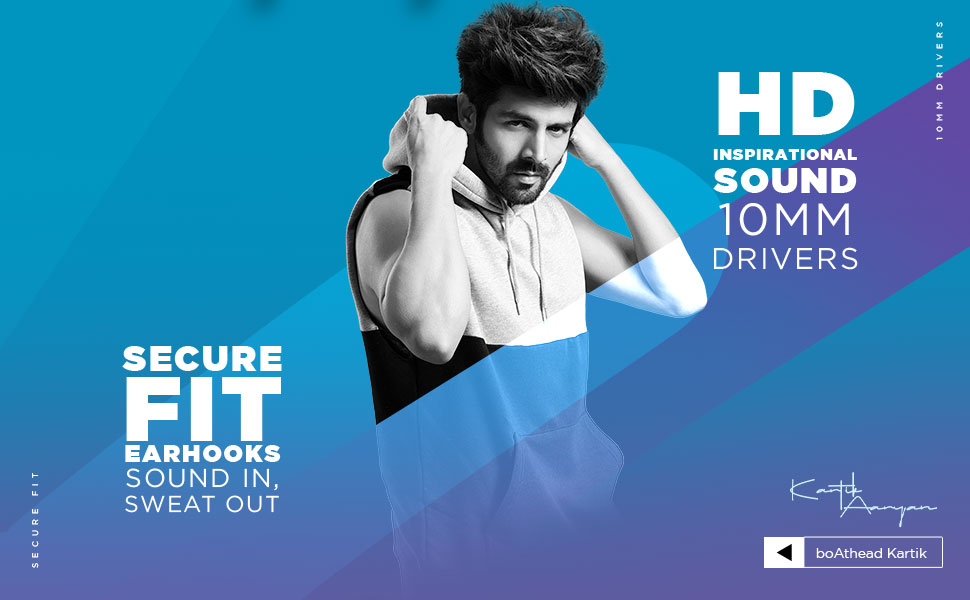 10MM DRIVERS
HD
INSPIRATIONAL
SOUND
10MM
DRIVERS
SECURE
FIT
EARHOOKS
SOUND IN,
SWEAT OUT
SECURE FIT
Kartik
Aaryan
boAthead Kartik